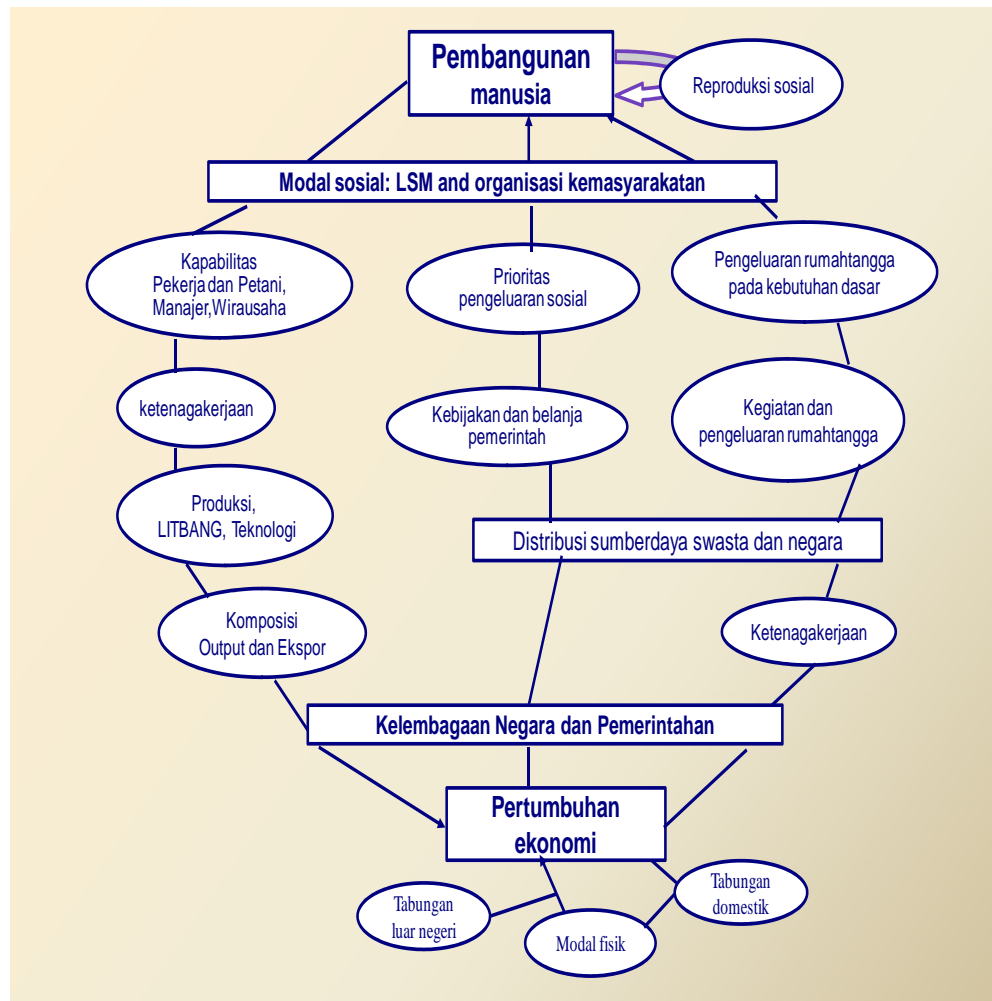 Pembangunan
manusia
Reproduksi sosial
Modal sosial: LSM and organisasi kemasyarakatan
Kapabilitas
Pekerja dan Petani,
Manajer,Wirausaha
Prioritas
pengeluaran sosial
Pengeluaran rumahtangga
pada kebutuhan dasar
ketenagakerjaan
Kebijakan dan belanja
pemerintah
Kegiatan dan
pengeluaran rumahtangga
Produksi,
LITBANG, Teknologi
Distribusi sumberdaya swasta dan negara
Komposisi
Output dan Ekspor
Ketenagakerjaan
Kelembagaan Negara dan Pemerintahan
Pertumbuhan
ekonomi
Tabungan
luar negeri
Modal fisik
Tabungan
domestik